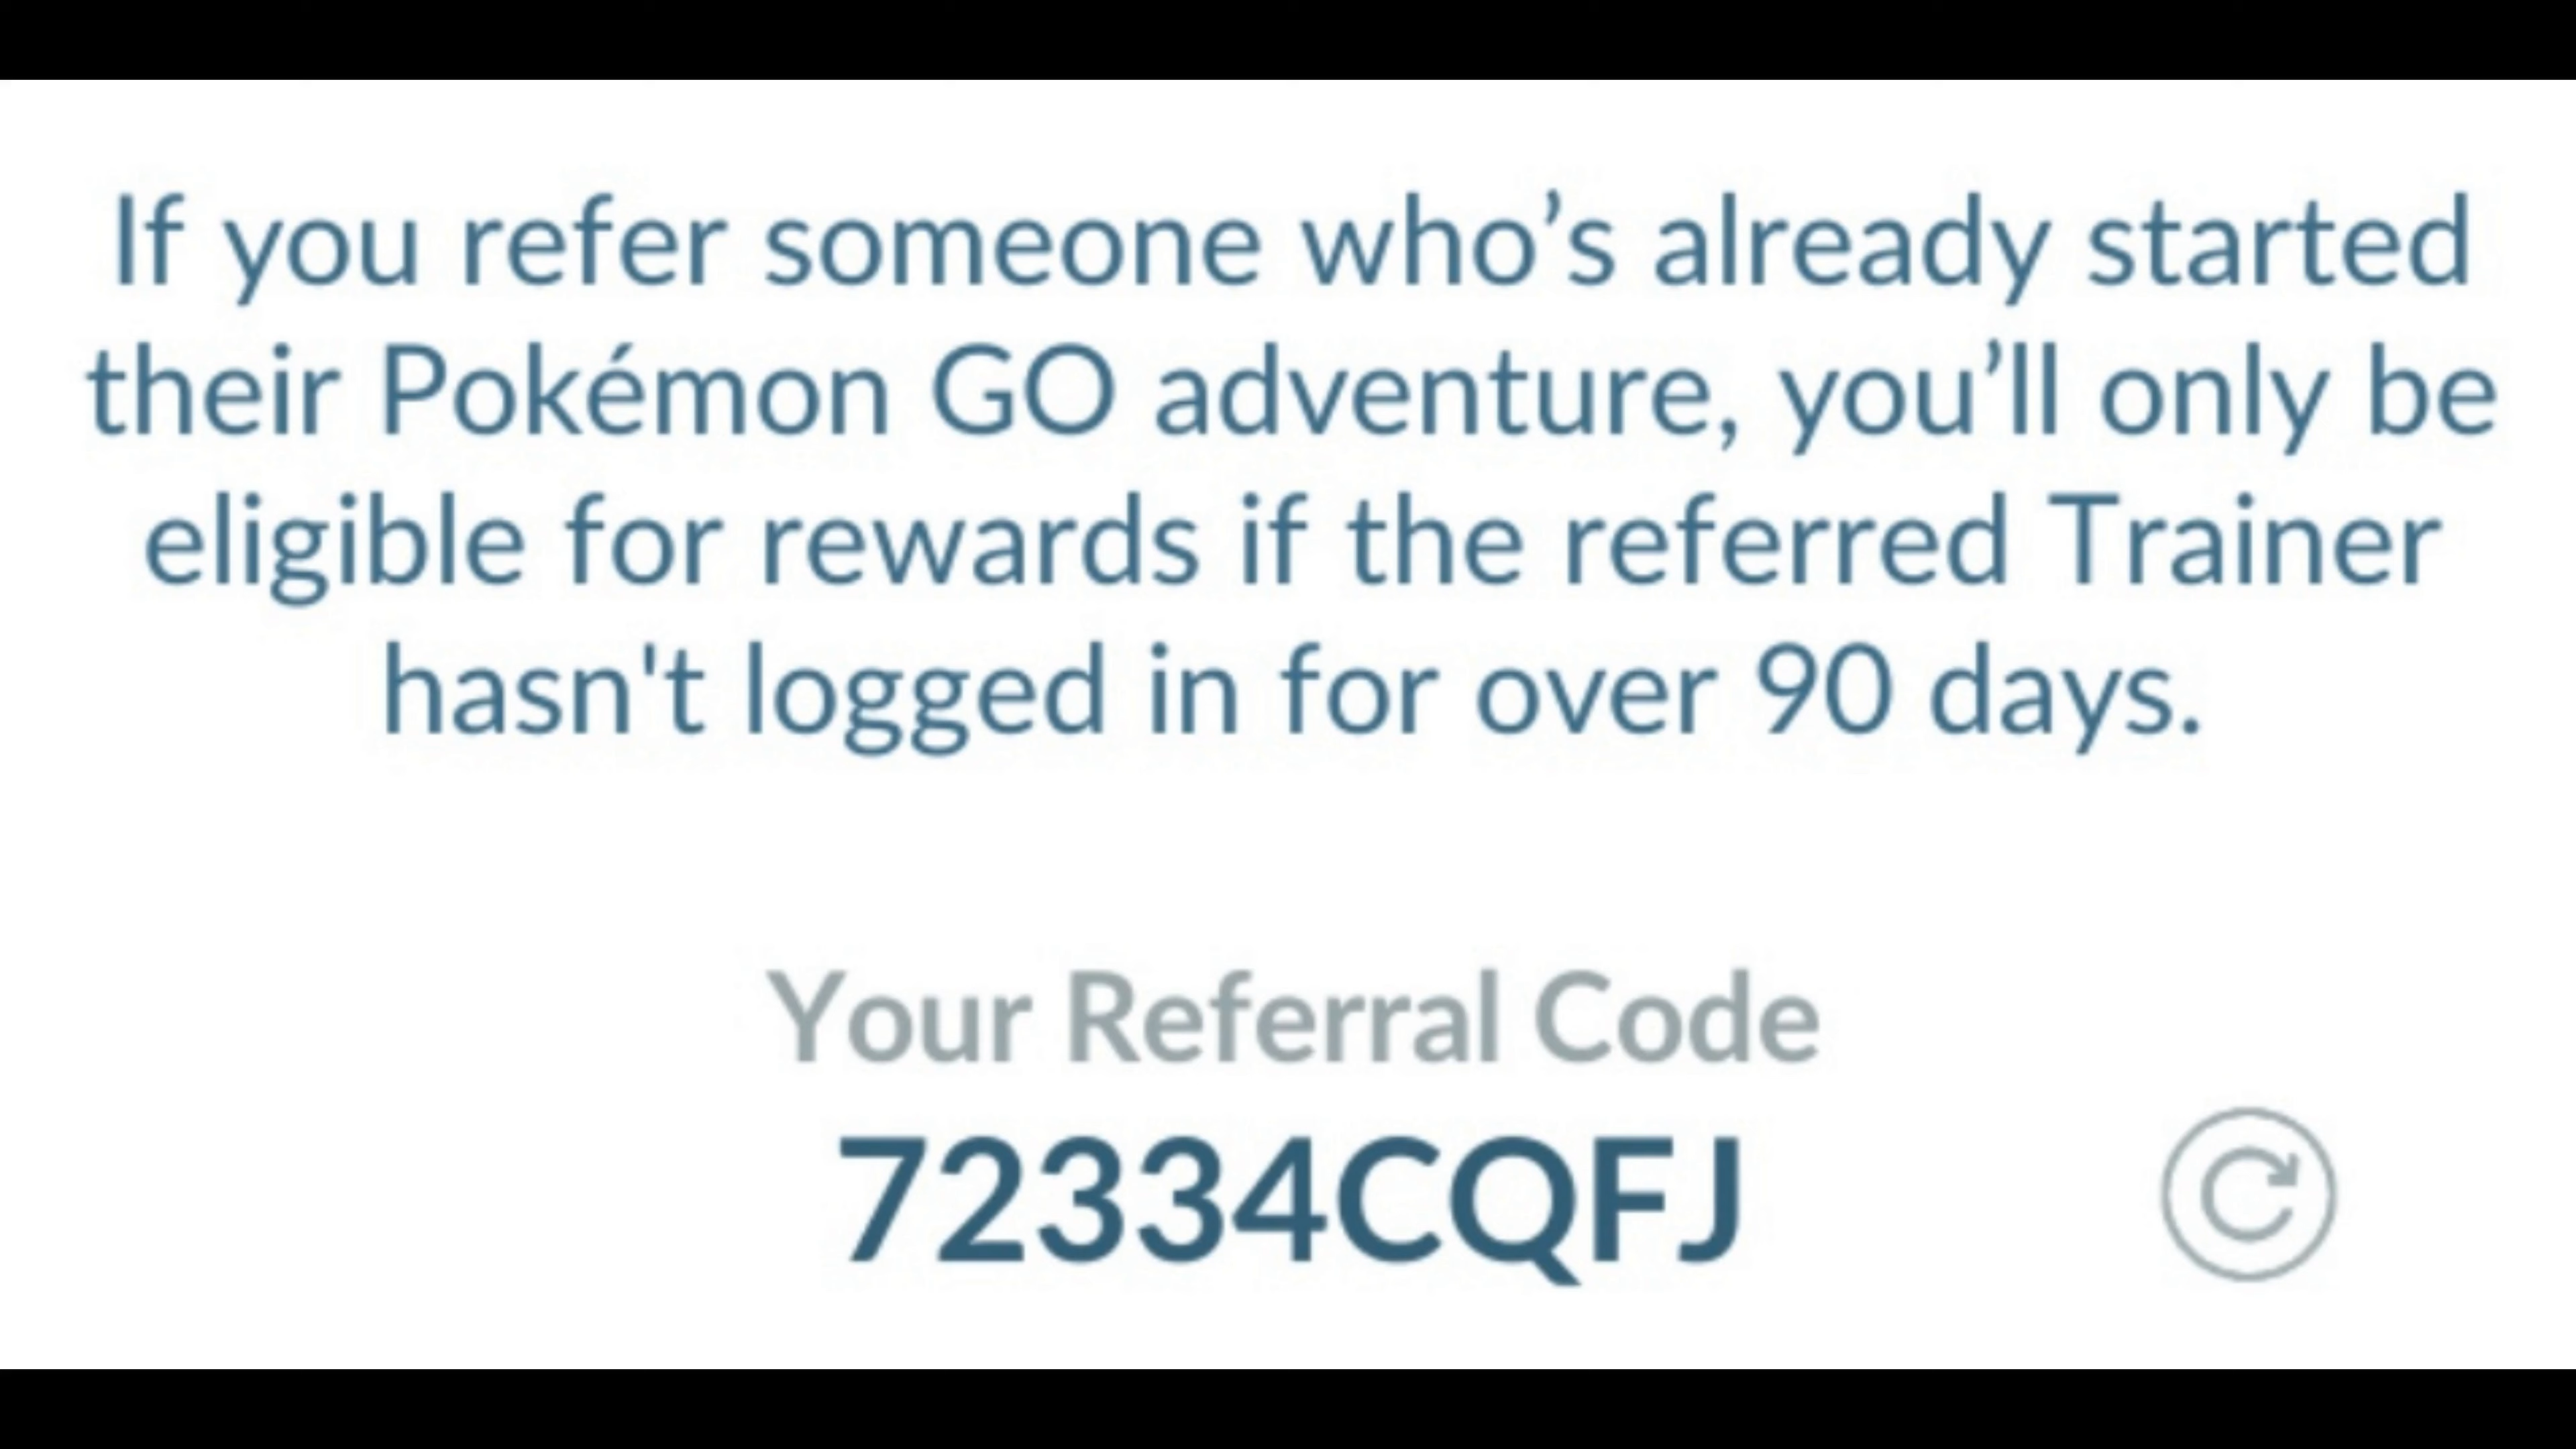 If you refer someone who’s already started
their Pokémon GO adventure, you’ll only be
eligible for rewards if the referred Trainer
hasn't logged in for over 90 days.
Your Referral Code
72334CQFJ